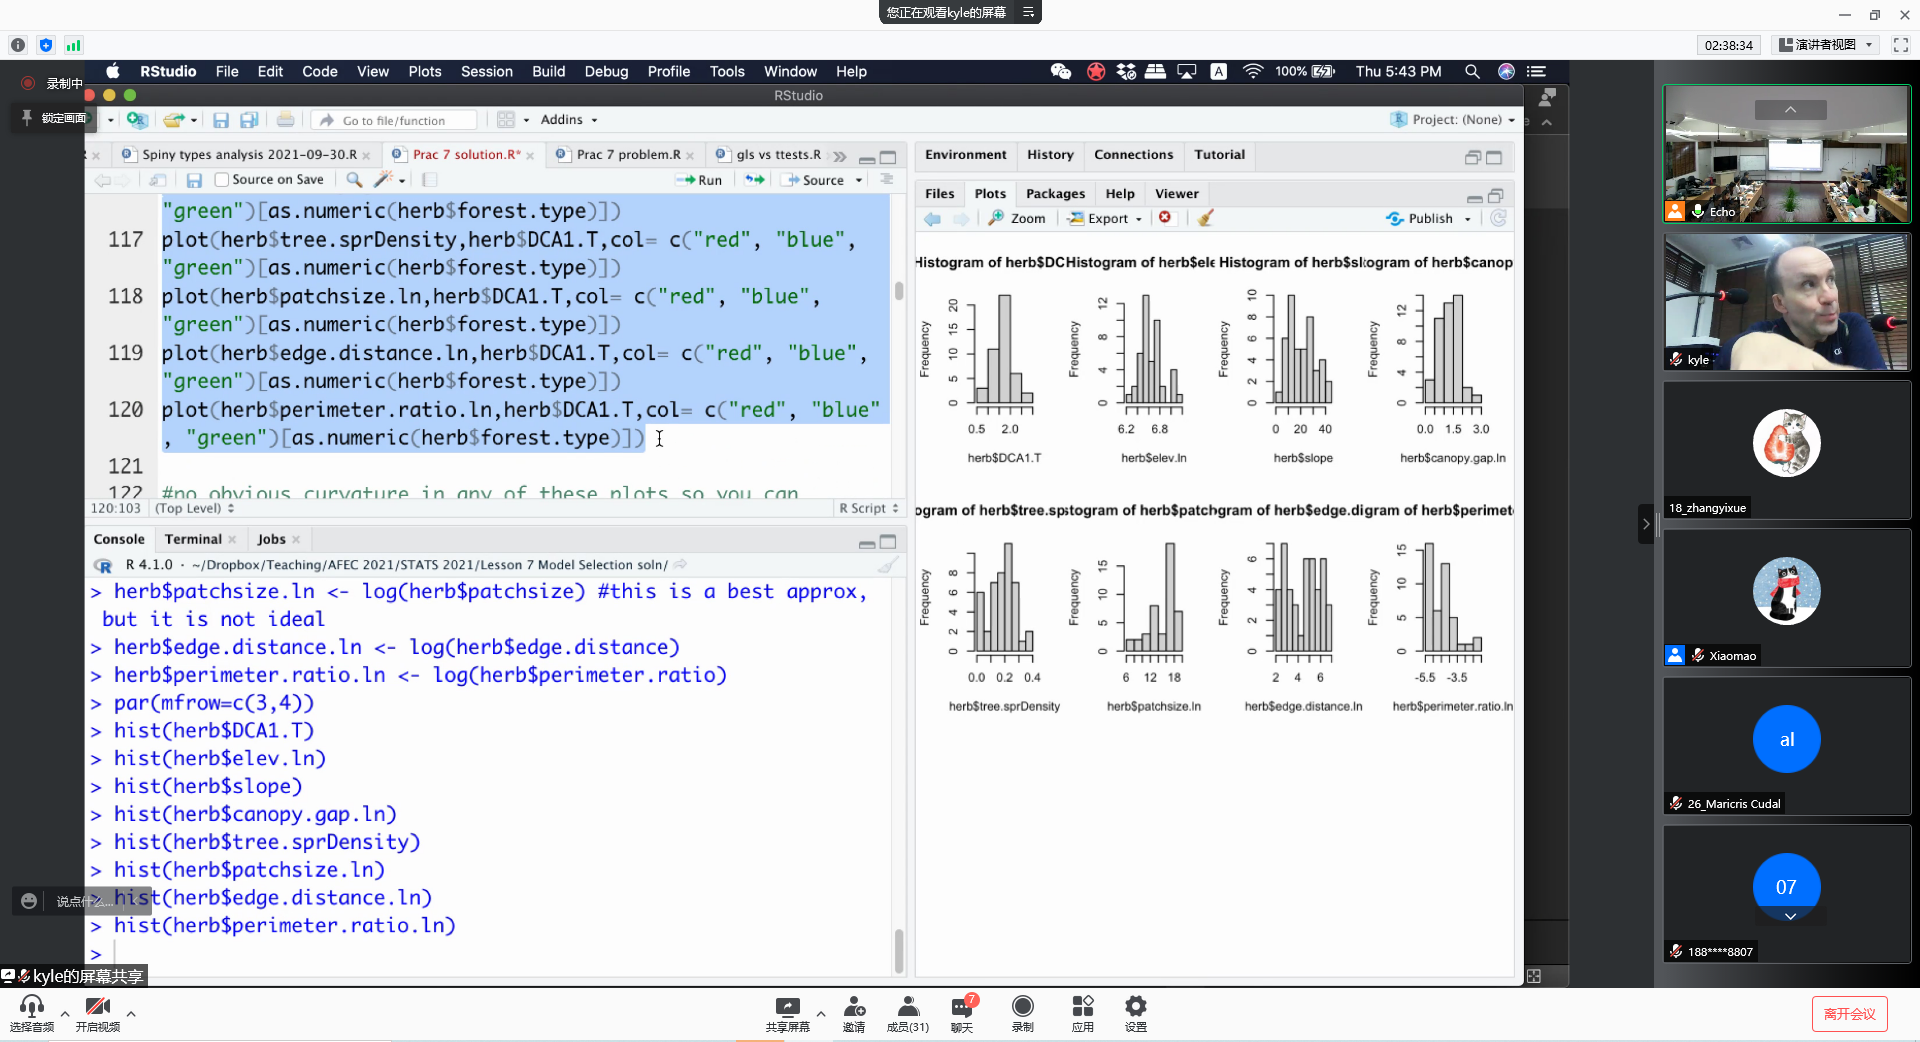 您正在观看kyle的屏幕
02:38:34
演讲者视图
录制中
RStudio File Edit Code View Plots Session Build Debug Profile Tools Window Help
100%
Thu 5:43 PM
RStudio
锁定画面
Go to file/function
Addins
Project: (None)
Spiny types analysis 2021-09-30.R
Prac 7 solution.R*
Prac 7 problem.R
gls vs ttests.R
Source on Save
Run
Source
"green")[as.numeric(herb$forest.type)])
117 plot(herb$tree.sprDensity,herb$DCA1.T,col= c("red", "blue",
"green")[as.numeric(herb$forest.type)])
118 plot(herb$patchsize.ln,herb$DCA1.T,col= c("red", "blue",
"green")[as.numeric(herb$forest.type)])
119 plot(herb$edge.distance.ln,herb$DCA1.T,col= c("red", "blue",
"green")[as.numeric(herb$forest.type)])
120 plot(herb$perimeter.ratio.ln,herb$DCA1.T,col= c("red", "blue"
, "green")[as.numeric(herb$forest.type)])
121
122 #no obvious curvature in any of these plots so you can
120:103 (Top Level)
R Script
Console Terminal Jobs
R 4.1.0 · ~/Dropbox/Teaching/AFEC 2021/STATS 2021/Lesson 7 Model Selection soln/
> herb$patchsize.ln <- log(herb$patchsize) #this is a best approx,
but it is not ideal
> herb$edge.distance.ln <- log(herb$edge.distance)
> herb$perimeter.ratio.ln <- log(herb$perimeter.ratio)
> par(mfrow=c(3,4))
> hist(herb$DCA1.T)
> hist(herb$elev.ln)
> hist(herb$slope)
> hist(herb$canopy.gap.ln)
> hist(herb$tree.sprDensity)
> hist(herb$patchsize.ln)
> hist(herb$edge.distance.ln)
> hist(herb$perimeter.ratio.ln)
>
说点什么...
kyle的屏幕共享
Environment History Connections Tutorial
Files Plots Packages Help Viewer
Zoom Export Publish
Histogram of herb$DC
Histogram of herb$ele
Histogram of herb$sl
ogram of herb$canop
Frequency
0 5 10 15 20
0.5 2.0
herb$DCA1.T
Frequency
0 4 8 12
6.2 6.8
herb$elev.ln
Frequency
0 2 4 6 8 10
0 20 40
herb$slope
Frequency
0 4 8 12
0.0 1.5 3.0
herb$canopy.gap.ln
ogram of herb$tree.sp
stogram of herb$patch
gram of herb$edge.di
gram of herb$perimet
Frequency
0 2 4 6 8
0.0 0.2 0.4
herb$tree.sprDensity
Frequency
0 5 10 15
6 12 18
herb$patchsize.ln
Frequency
0 2 4 6
2 4 6
herb$edge.distance.ln
Frequency
0 5 10 15
-5.5 -3.5
herb$perimeter.ratio.ln
Echo
kyle
18_zhangyixue
Xiaomao
al
26_Maricris Cudal
07
188****8807
选择音频
开启视频
共享屏幕
邀请
成员(31)
7
聊天
录制
应用
设置
离开会议